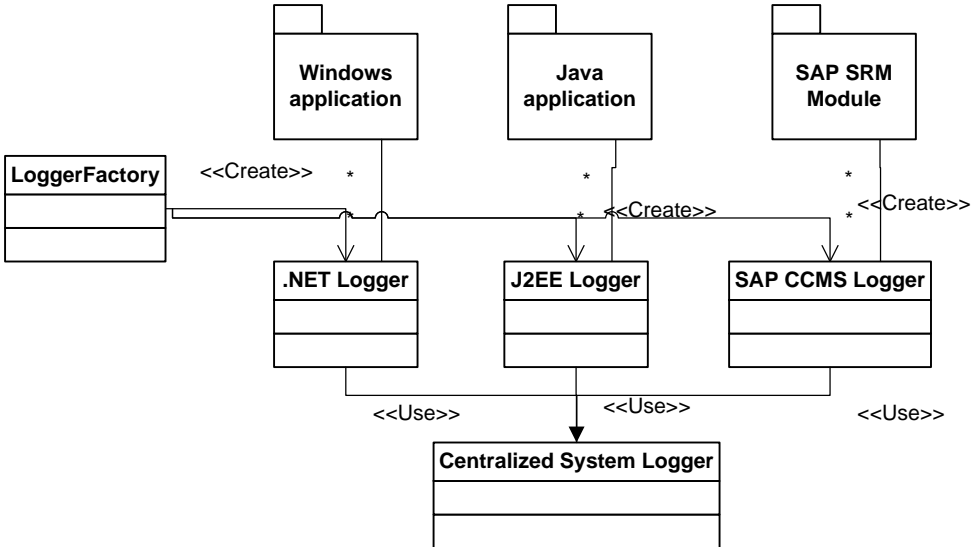 Windows
application
Java
application
SAP SRM
Module
LoggerFactory
<<Create>>
*
*
*
<<Create>>
<<Create>>
*
*
*
.NET Logger
J2EE Logger
SAP CCMS Logger
<<Use>>
<<Use>>
<<Use>>
Centralized System Logger